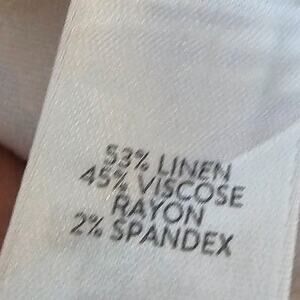 53% LINEN
45% VISCOSE
RAYON
2% SPANDEX